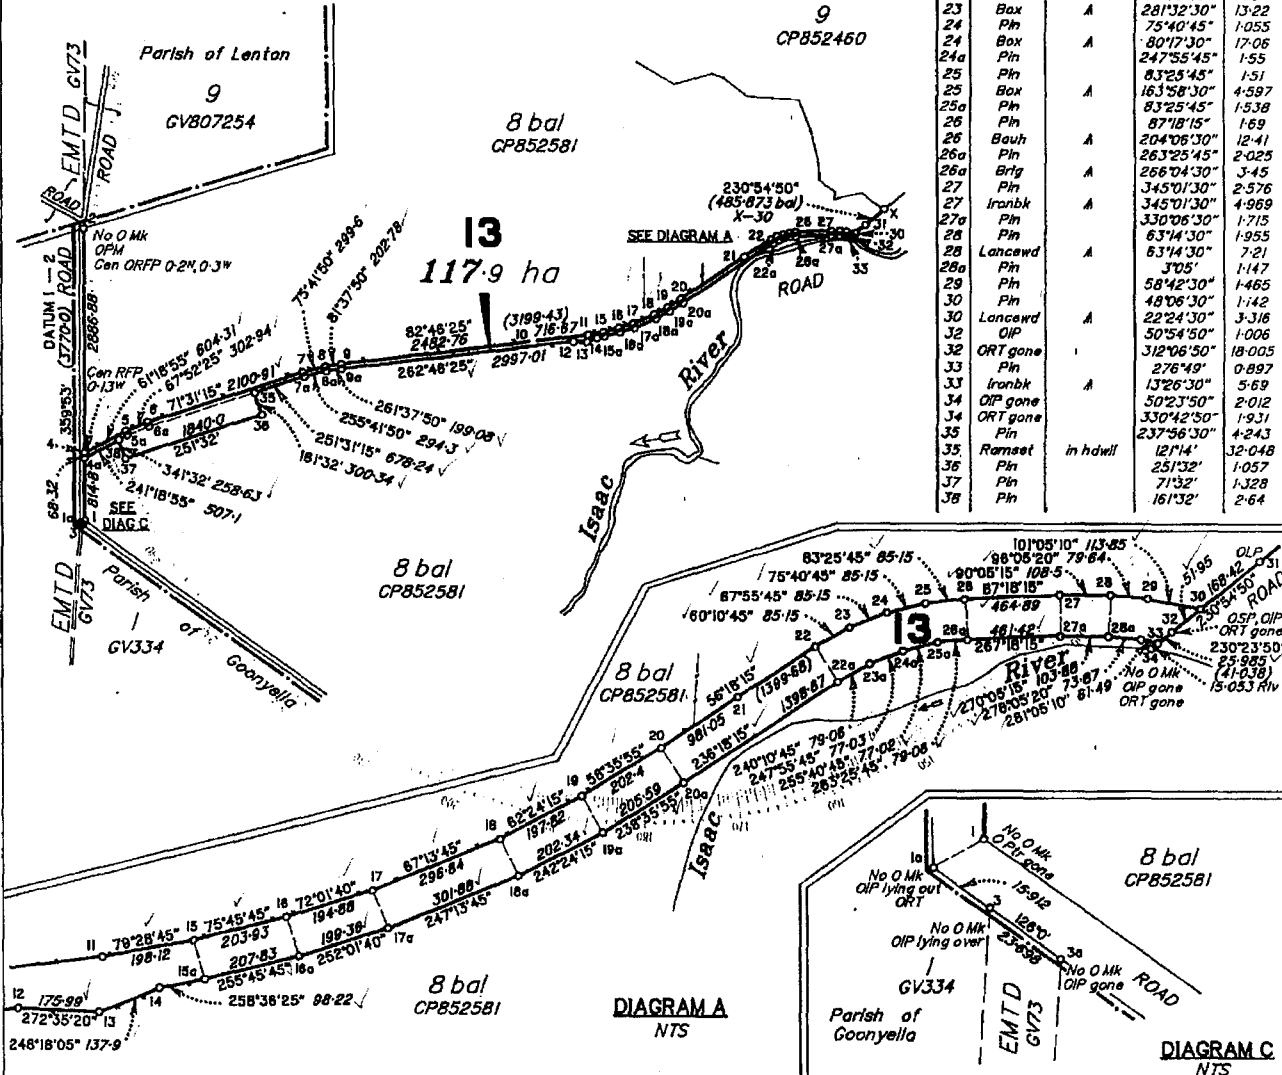 Parish of Lenton
9
GV807254
9
CP852460
8 bal
CP852581
EMTD
GV73
ROAD
ROAD
No O Mk
OPM
Cen ORFP 0·2ᴺ, 0·3ᵂ
DATUM 1 – 2
(3770·0) ROAD
2886·88
359°53'
Cen RFP
0·13ᵂ
13
117·9 ha
SEE DIAGRAM A
230°54'50"
(485·873 bal)
X–30
75°41'50" 299·6
81°37'50" 202·78
61°18'55" 604·31
67°52'25" 302·94
71°31'15" 2100·91
1840·0
251°32'
82°46'25"
2482·76
(3199·43)
716·67
2997·01
262°46'25"
261°37'50" 199·08
255°41'50" 294·3
251°31'15" 678·24
161°32' 300·34
341°32' 258·63
241°18'55" 507·1
68·32
814·8
SEE
DIAG C
EMTD
GV73
Parish
of
Goonyella
1
GV334
8 bal
CP852581
Isaac
River
ROAD
23 Box 281°32'30" 13·22
24 Pin 75°40'45" 1·055
24 Box 80°17'30" 17·06
24a Pin 247°55'45" 1·55
25 Pin 83°25'45" 1·51
25 Box 163°58'30" 4·597
25a Pin 83°25'45" 1·538
26 Pin 87°18'15" 1·69
26 Bauh 204°06'30" 12·41
26a Pin 263°25'45" 2·025
26a Brig 266°04'30" 3·45
27 Pin 345°01'30" 2·576
27 Ironbk 345°01'30" 4·969
27a Pin 330°06'30" 1·715
28 Pin 63°14'30" 1·955
28 Lancewd 63°14'30" 7·21
28a Pin 3°05' 1·147
29 Pin 58°42'30" 1·465
30 Pin 48°06'30" 1·142
30 Lancewd 22°24'30" 3·316
32 OIP 50°54'50" 1·006
32 ORT gone 312°06'50" 18·005
33 Pin 276°49' 0·897
33 Ironbk 13°26'30" 5·69
34 OIP gone 50°23'50" 2·012
34 ORT gone 330°42'50" 1·931
35 Pin 237°56'30" 4·243
35 Ramset in hdwll 121°14' 32·048
36 Pin 251°32' 1·057
37 Pin 71°32' 1·328
38 Pin 161°32' 2·64
101°05'10" 113·85
96°05'20" 79·64
90°05'15" 108·5
83°25'45" 85·15
75°40'45" 85·15
67°55'45" 85·15
60°10'45" 85·15
87°18'15"
464·89
461·42
267°18'15"
51·95
168·42
230°54'50"
OLP
ROAD
OSP, OIP
ORT gone
230°23'50"
25·985
(41·038)
15·053 Riv
No O Mk
OIP gone
ORT gone
River
270°05'15" 103·88
276°05'20" 73·87
281°05'10" 61·49
13
8 bal
CP852581
56°18'15"
(1399·68)
981·05
1398·87
236°18'15"
240°10'45" 79·06
247°55'45" 77·03
255°40'45" 77·02
263°25'45" 79·06
58°35'55"
202·4
205·59
238°35'55"
62°24'15"
197·82
202·34
242°24'15"
67°13'45"
296·84
301·88
247°13'45"
72°01'40"
194·88
199·36
252°01'40"
75°45'45"
203·93
207·83
255°45'45"
79°28'45"
198·12
258°36'25" 98·22
175·99
272°35'20"
248°18'05" 137·9
Isaac
8 bal
CP852581
DIAGRAM A
NTS
No O Mk
O Ptr gone
No O Mk
OIP lying out
ORT
15·912
No O Mk
OIP lying over
126°0'
23·658
No O Mk
OIP gone
8 bal
CP852581
1
GV334
Parish of
Goonyella
EMTD
GV73
ROAD
DIAGRAM C
NTS